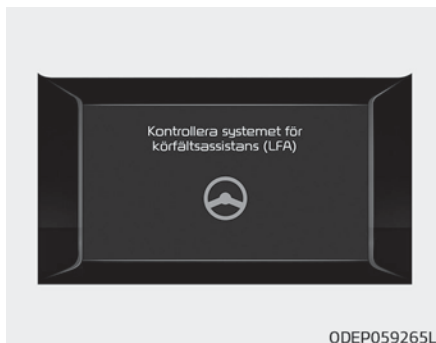 Kontrollera systemet för
körfältsassistans (LFA)
ODEP059265L